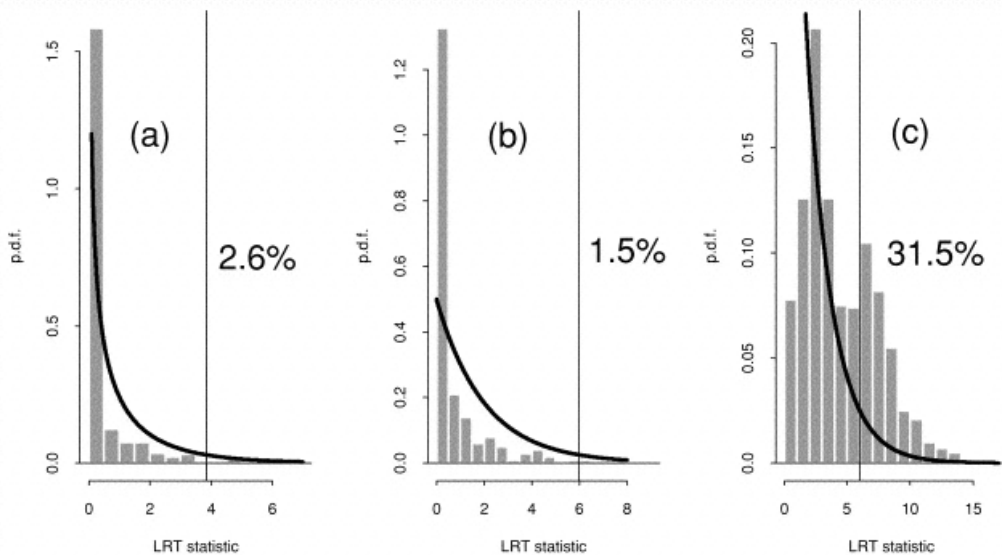 (a)
2.6%
p.d.f.
0.0 0.5 1.0 1.5
0 2 4 6
LRT statistic
(b)
1.5%
p.d.f.
0.0 0.2 0.4 0.6 0.8 1.0 1.2
0 2 4 6 8
LRT statistic
(c)
31.5%
p.d.f.
0.0 0.05 0.10 0.15 0.20
0 5 10 15
LRT statistic